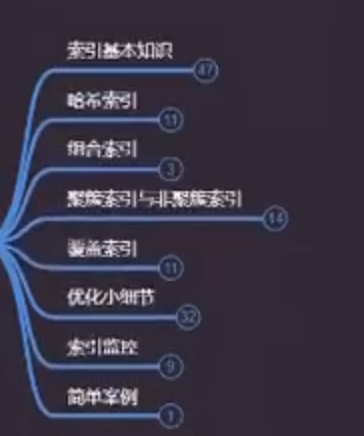 索引基本知识
47
哈希索引
11
组合索引
3
聚簇索引与非聚簇索引
14
覆盖索引
11
优化小细节
32
索引监控
9
简单案例
1